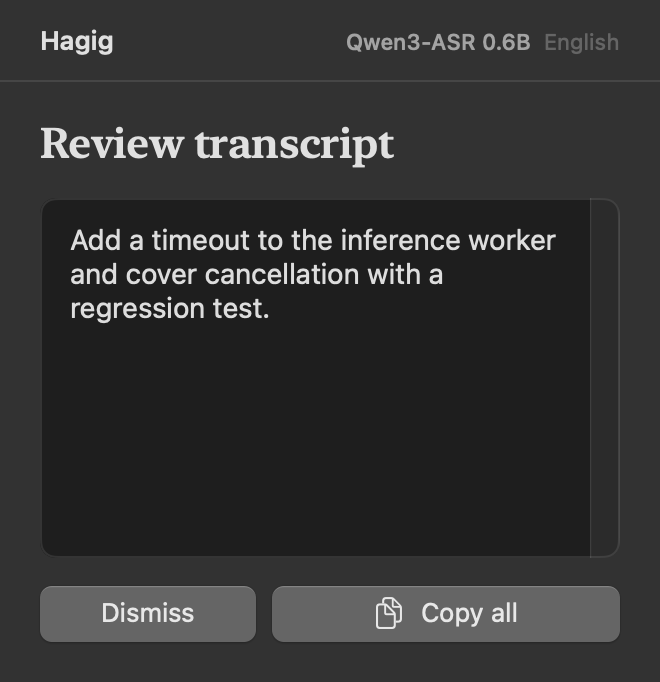 Hagig
Qwen3-ASR 0.6B English
Review transcript
Add a timeout to the inference worker
and cover cancellation with a
regression test.
Dismiss
Copy all